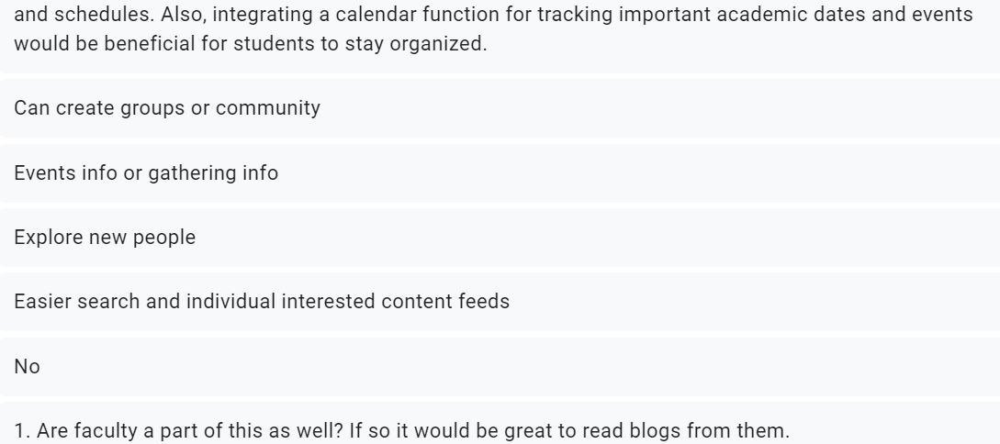 and schedules. Also, integrating a calendar function for tracking important academic dates and events
would be beneficial for students to stay organized.
Can create groups or community
Events info or gathering info
Explore new people
Easier search and individual interested content feeds
No
1. Are faculty a part of this as well? If so it would be great to read blogs from them.